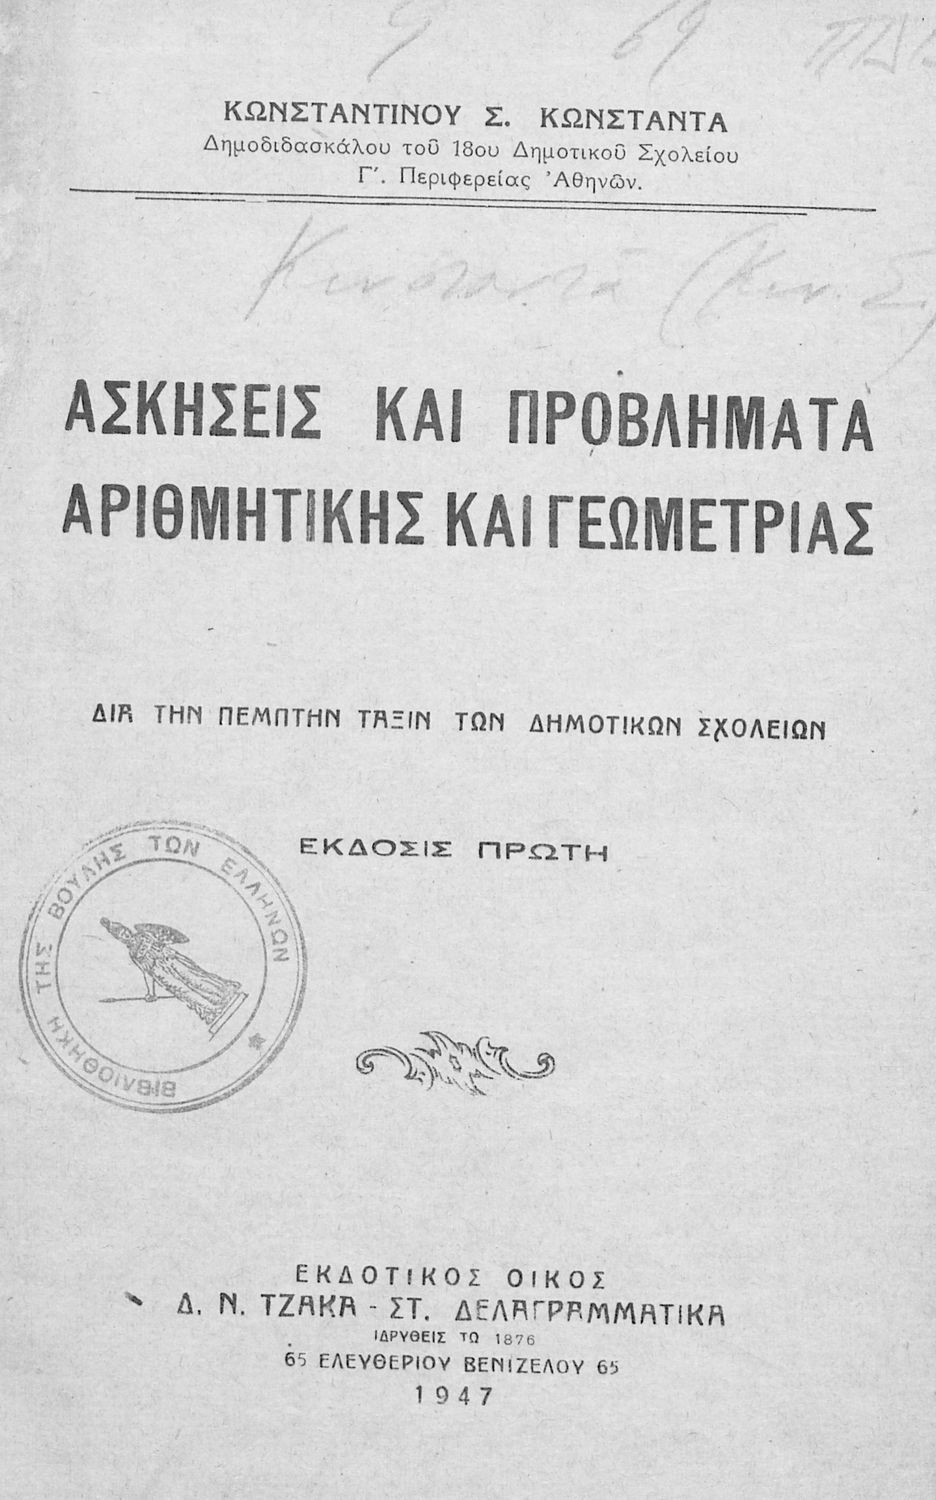 9 69
ΚΩΝΣΤΑΝΤΙΝΟΥ Σ. ΚΩΝΣΤΑΝΤΑ
Δημοδιδασκάλου τοῦ 18ου Δημοτικοῦ Σχολείου
Γ΄. Περιφερείας Ἀθηνῶν.
ΑΣΚΗΣΕΙΣ ΚΑΙ ΠΡΟΒΛΗΜΑΤΑ
ΑΡΙΘΜΗΤΙΚΗΣ ΚΑΙ ΓΕΩΜΕΤΡΙΑΣ
ΔΙΑ ΤΗΝ ΠΕΜΠΤΗΝ ΤΑΞΙΝ ΤΩΝ ΔΗΜΟΤΙΚΩΝ ΣΧΟΛΕΙΩΝ
ΕΚΔΟΣΙΣ ΠΡΩΤΗ
ΒΙΒΛΙΟΘΗΚΗ ΤΗΣ ΒΟΥΛΗΣ ΤΩΝ ΕΛΛΗΝΩΝ
ΕΚΔΟΤΙΚΟΣ ΟΙΚΟΣ
Δ. Ν. ΤΖΑΚΑ - ΣΤ. ΔΕΛΑΓΡΑΜΜΑΤΙΚΑ
ΙΔΡΥΘΕΙΣ ΤΩ 1876
65 ΕΛΕΥΘΕΡΙΟΥ ΒΕΝΙΖΕΛΟΥ 65
1947